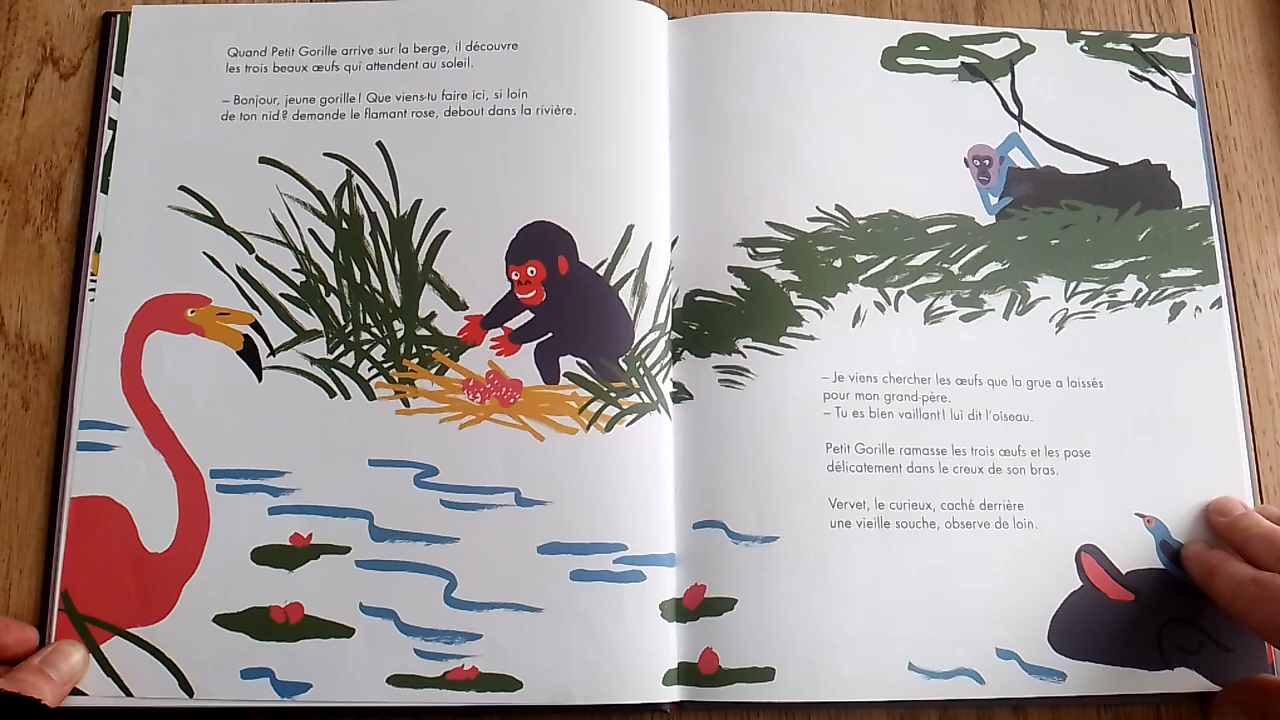 Quand Petit Gorille arrive sur la berge, il découvre
les trois beaux œufs qui attendent au soleil.
– Bonjour, jeune gorille ! Que viens-tu faire ici, si loin
de ton nid ? demande le flamant rose, debout dans la rivière.
– Je viens chercher les œufs que la grue a laissés
pour mon grand-père.
– Tu es bien vaillant ! lui dit l'oiseau.
Petit Gorille ramasse les trois œufs et les pose
délicatement dans le creux de son bras.
Vervet, le curieux, caché derrière
une vieille souche, observe de loin.